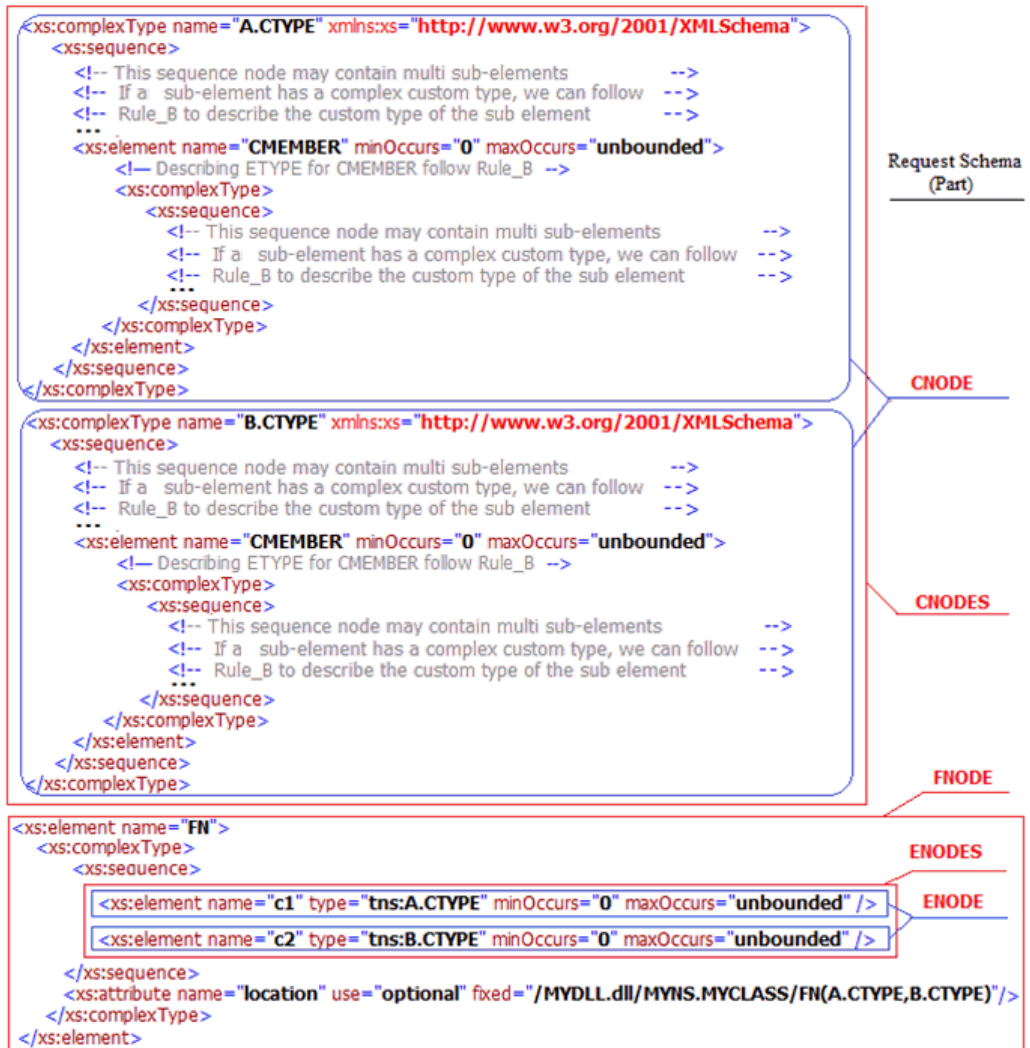 <xs:complexType name="A.CTYPE" xmlns:xs="http://www.w3.org/2001/XMLSchema">
<xs:sequence>
<!-- This sequence node may contain multi sub-elements -->
<!-- If a sub-element has a complex custom type, we can follow -->
<!-- Rule_B to describe the custom type of the sub element -->
...
<xs:element name="CMEMBER" minOccurs="0" maxOccurs="unbounded">
<!— Describing ETYPE for CMEMBER follow Rule_B -->
<xs:complexType>
<xs:sequence>
<!-- This sequence node may contain multi sub-elements -->
<!-- If a sub-element has a complex custom type, we can follow -->
<!-- Rule_B to describe the custom type of the sub element -->
...
</xs:sequence>
</xs:complexType>
</xs:element>
</xs:sequence>
</xs:complexType>
Request Schema
(Part)
CNODE
<xs:complexType name="B.CTYPE" xmlns:xs="http://www.w3.org/2001/XMLSchema">
<xs:sequence>
<!-- This sequence node may contain multi sub-elements -->
<!-- If a sub-element has a complex custom type, we can follow -->
<!-- Rule_B to describe the custom type of the sub element -->
...
<xs:element name="CMEMBER" minOccurs="0" maxOccurs="unbounded">
<!— Describing ETYPE for CMEMBER follow Rule_B -->
<xs:complexType>
<xs:sequence>
<!-- This sequence node may contain multi sub-elements -->
<!-- If a sub-element has a complex custom type, we can follow -->
<!-- Rule_B to describe the custom type of the sub element -->
...
</xs:sequence>
</xs:complexType>
</xs:element>
</xs:sequence>
</xs:complexType>
CNODES
FNODE
<xs:element name="FN">
<xs:complexType>
<xs:sequence>
<xs:element name="c1" type="tns:A.CTYPE" minOccurs="0" maxOccurs="unbounded" />
<xs:element name="c2" type="tns:B.CTYPE" minOccurs="0" maxOccurs="unbounded" />
</xs:sequence>
<xs:attribute name="location" use="optional" fixed="/MYDLL.dll/MYNS.MYCLASS/FN(A.CTYPE,B.CTYPE)"/>
</xs:complexType>
</xs:element>
ENODES
ENODE